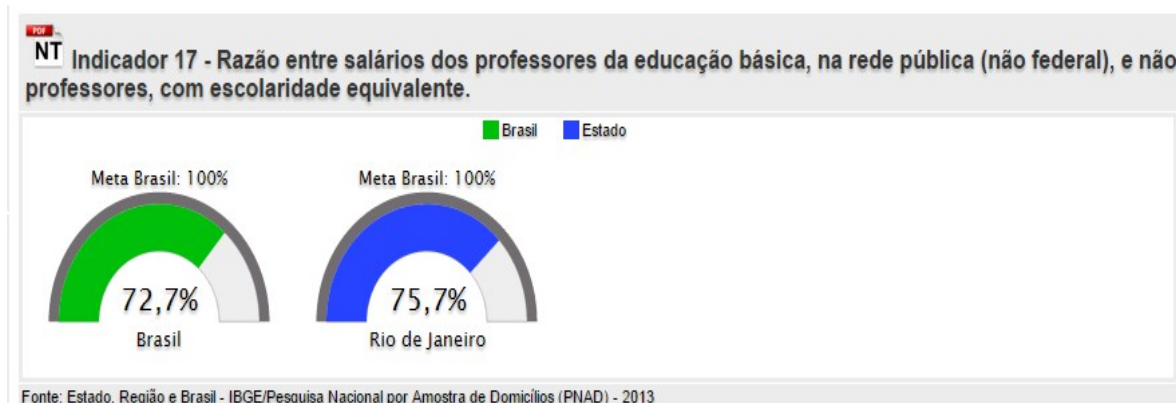 PDF
NT Indicador 17 - Razão entre salários dos professores da educação básica, na rede pública (não federal), e não
professores, com escolaridade equivalente.
Brasil Estado
Meta Brasil: 100% Meta Brasil: 100%
72,7% 75,7%
Brasil Rio de Janeiro
Fonte: Estado, Região e Brasil - IBGE/Pesquisa Nacional por Amostra de Domicílios (PNAD) - 2013